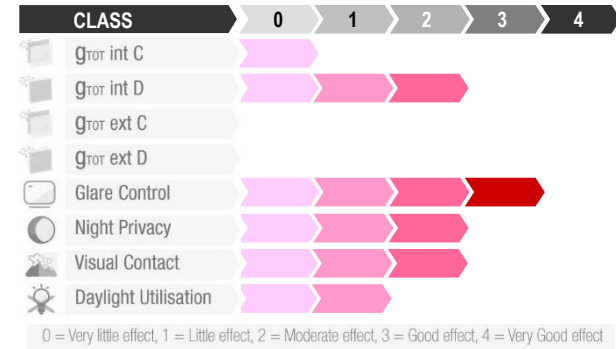 CLASS 0 1 2 3 4
gTOT int C
gTOT int D
gTOT ext C
gTOT ext D
Glare Control
Night Privacy
Visual Contact
Daylight Utilisation
0 = Very little effect, 1 = Little effect, 2 = Moderate effect, 3 = Good effect, 4 = Very Good effect